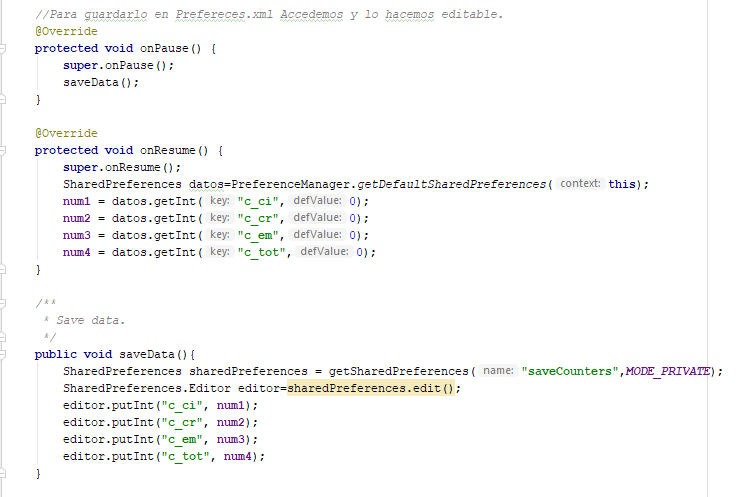 //Para guardarlo en Prefereces.xml Accedemos y lo hacemos editable.
@Override
protected void onPause() {
super.onPause();
saveData();
}
@Override
protected void onResume() {
super.onResume();
SharedPreferences datos=PreferenceManager.getDefaultSharedPreferences( context: this);
num1 = datos.getInt( key: "c_ci", defValue: 0);
num2 = datos.getInt( key: "c_cr", defValue: 0);
num3 = datos.getInt( key: "c_em", defValue: 0);
num4 = datos.getInt( key: "c_tot", defValue: 0);
}
/**
* Save data.
*/
public void saveData(){
SharedPreferences sharedPreferences = getSharedPreferences( name: "saveCounters",MODE_PRIVATE);
SharedPreferences.Editor editor=sharedPreferences.edit();
editor.putInt("c_ci", num1);
editor.putInt("c_cr", num2);
editor.putInt("c_em", num3);
editor.putInt("c_tot", num4);
}